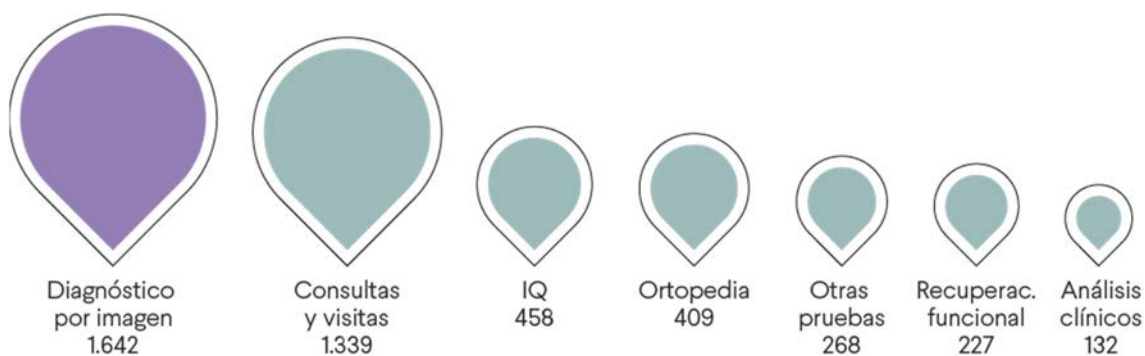 Diagnóstico
por imagen
1.642
Consultas
y visitas
1.339
IQ
458
Ortopedia
409
Otras
pruebas
268
Recuperac.
funcional
227
Análisis
clínicos
132